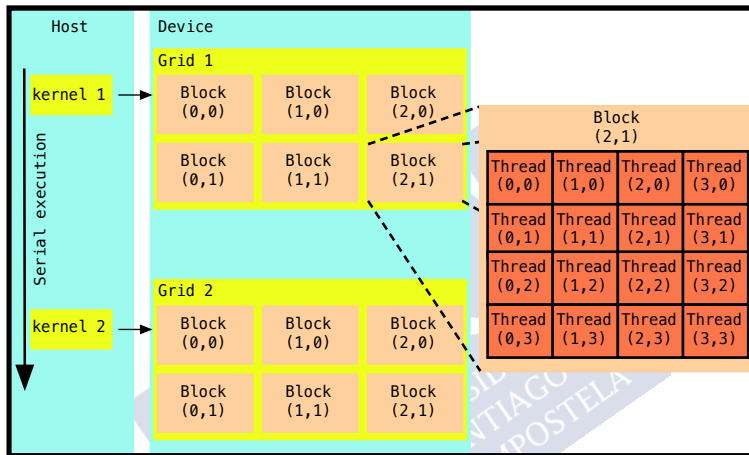 Host
Device
Grid 1
kernel 1
Block Block Block
(0,0) (1,0) (2,0)
Block Block Block
(0,1) (1,1) (2,1)
Serial execution
Block
(2,1)
Thread Thread Thread Thread
(0,0) (1,0) (2,0) (3,0)
Thread Thread Thread Thread
(0,1) (1,1) (2,1) (3,1)
Thread Thread Thread Thread
(0,2) (1,2) (2,2) (3,2)
Thread Thread Thread Thread
(0,3) (1,3) (2,3) (3,3)
Grid 2
kernel 2
Block Block Block
(0,0) (1,0) (2,0)
Block Block Block
(0,1) (1,1) (2,1)